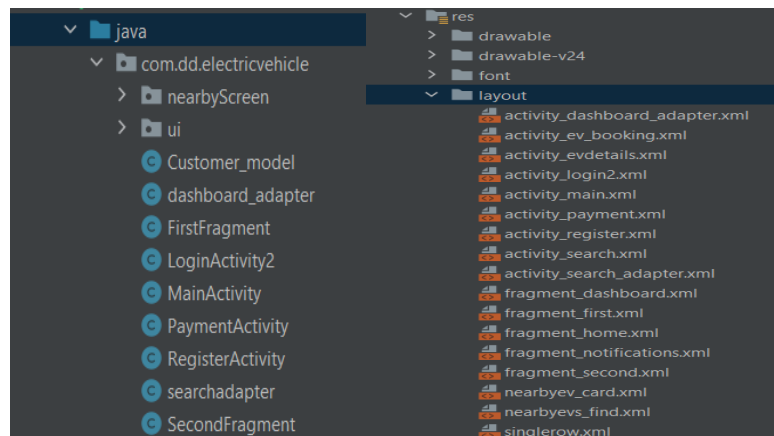 java
com.dd.electricvehicle
nearbyScreen
ui
Customer_model
dashboard_adapter
FirstFragment
LoginActivity2
MainActivity
PaymentActivity
RegisterActivity
searchadapter
SecondFragment
res
drawable
drawable-v24
font
layout
activity_dashboard_adapter.xml
activity_ev_booking.xml
activity_evdetails.xml
activity_login2.xml
activity_main.xml
activity_payment.xml
activity_register.xml
activity_search.xml
activity_search_adapter.xml
fragment_dashboard.xml
fragment_first.xml
fragment_home.xml
fragment_notifications.xml
fragment_second.xml
nearbyev_card.xml
nearbyevs_find.xml
singlerow.xml